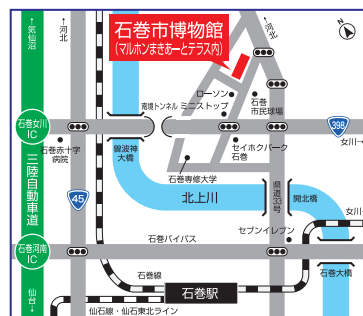 ←気仙沼
←河北
石巻市博物館
(マルホンまきあーとテラス内)
←河北
N
ローソン
南境トンネル
ミニストップ
石巻
市民球場
石巻女川
IC
398
女川→
石巻赤十字
病院
曽波神
大橋
セイホクパーク
石巻
石巻専修大学
三陸自動車道
45
北上川
県道33号
開北橋
女川→
セブンイレブン
石巻河南
IC
石巻バイパス
石巻線
石巻駅
石巻大橋
仙台→
仙石線・仙石東北ライン